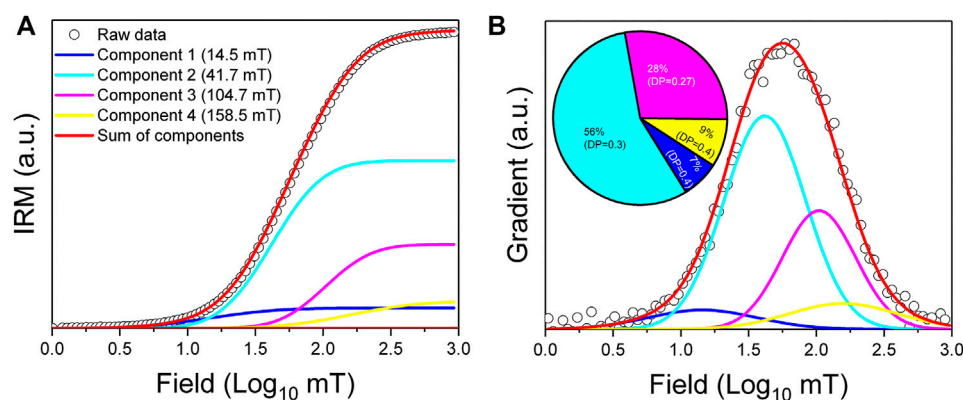 A
IRM (a.u.)
Raw data
Component 1 (14.5 mT)
Component 2 (41.7 mT)
Component 3 (104.7 mT)
Component 4 (158.5 mT)
Sum of components
0.0 0.5 1.0 1.5 2.0 2.5 3.0
Field (Log10 mT)
B
Gradient (a.u.)
28%
(DP=0.27)
56%
(DP=0.3)
9%
(DP=0.4)
7%
(DP=0.4)
0.0 0.5 1.0 1.5 2.0 2.5 3.0
Field (Log10 mT)